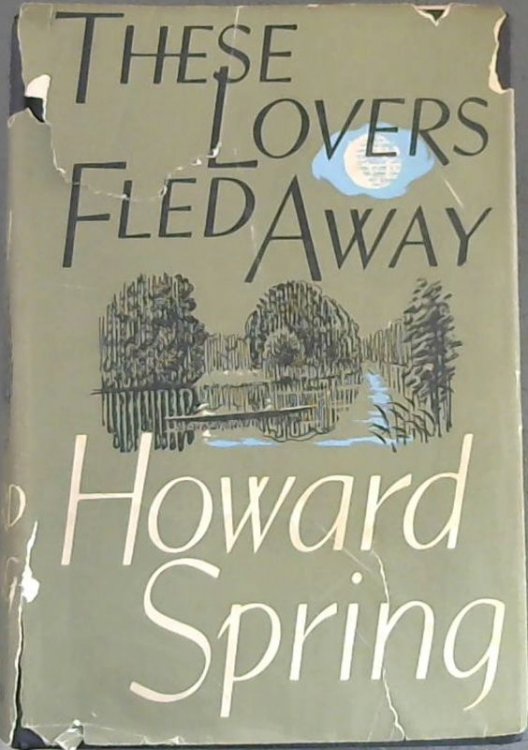 THESE
LOVERS
FLED AWAY
Howard
Spring